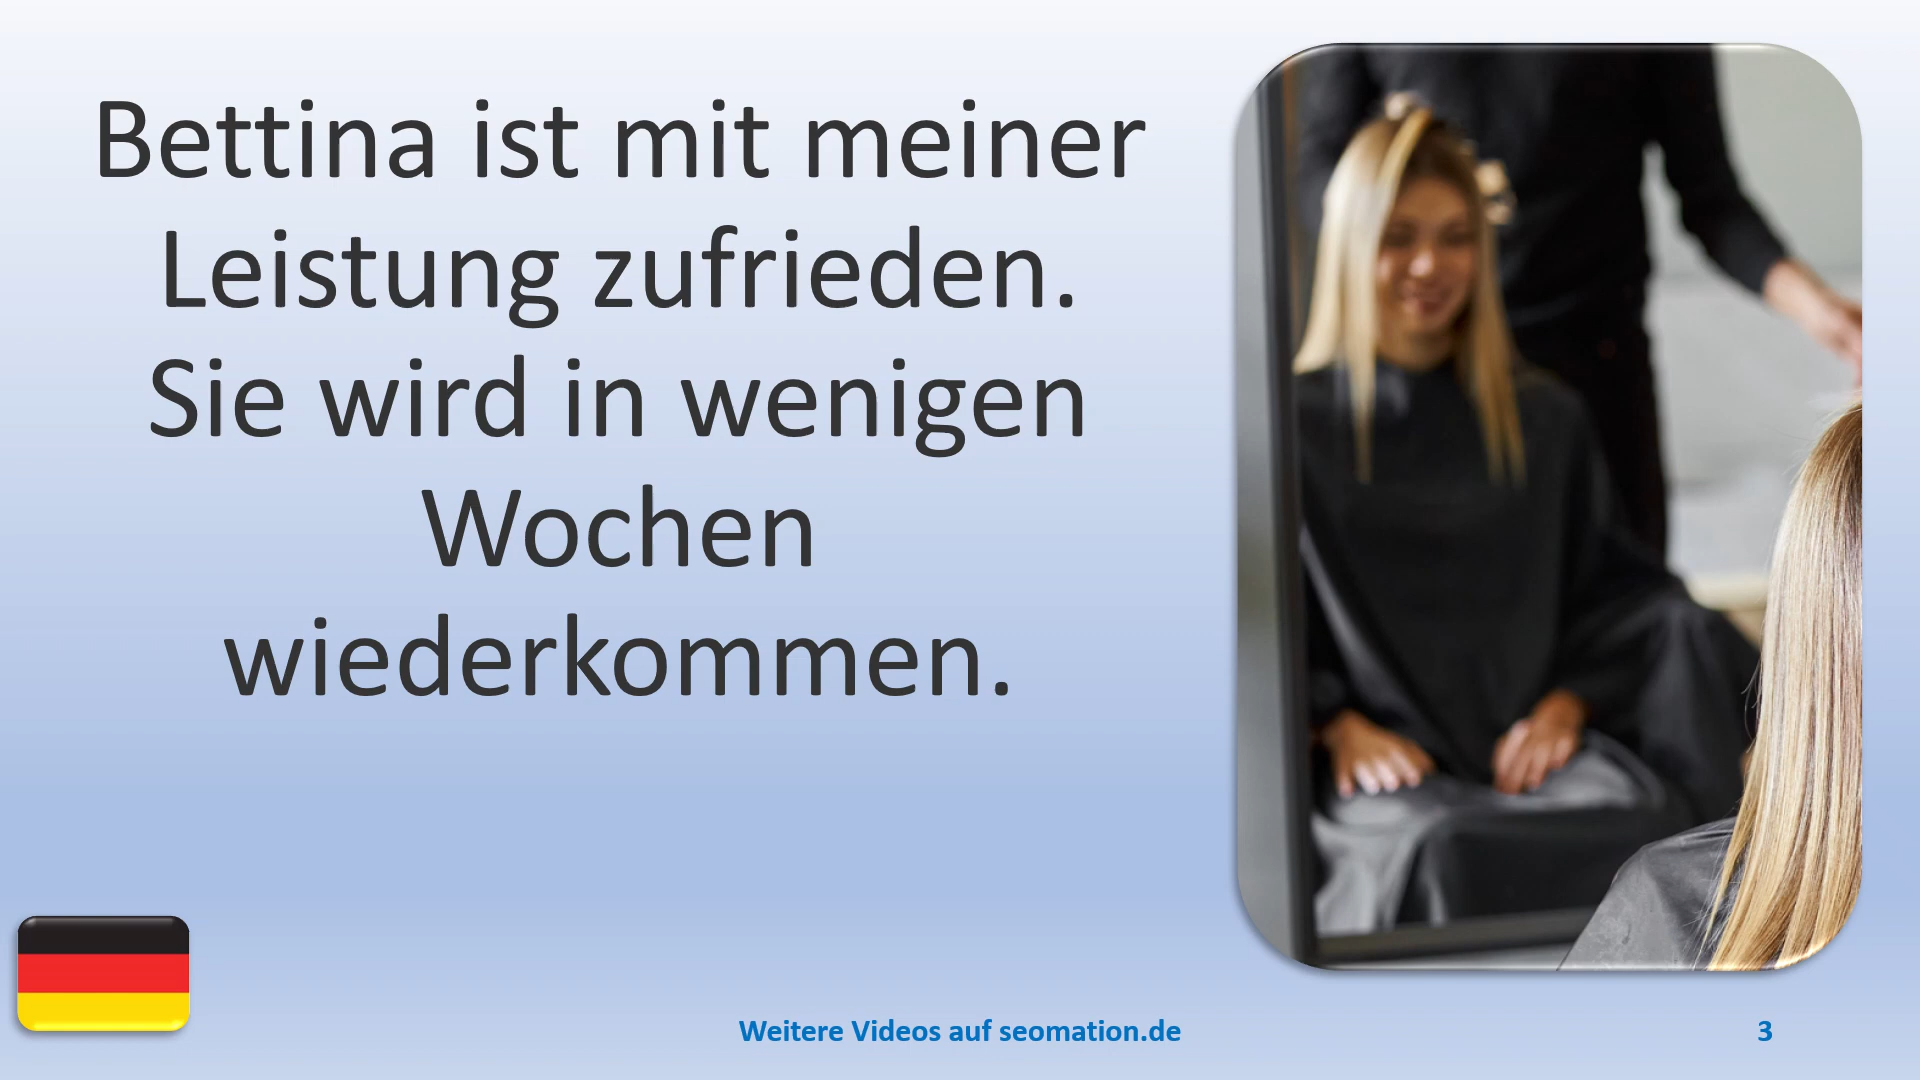 Bettina ist mit meiner
Leistung zufrieden.
Sie wird in wenigen
Wochen
wiederkommen.
Weitere Videos auf seomation.de
3